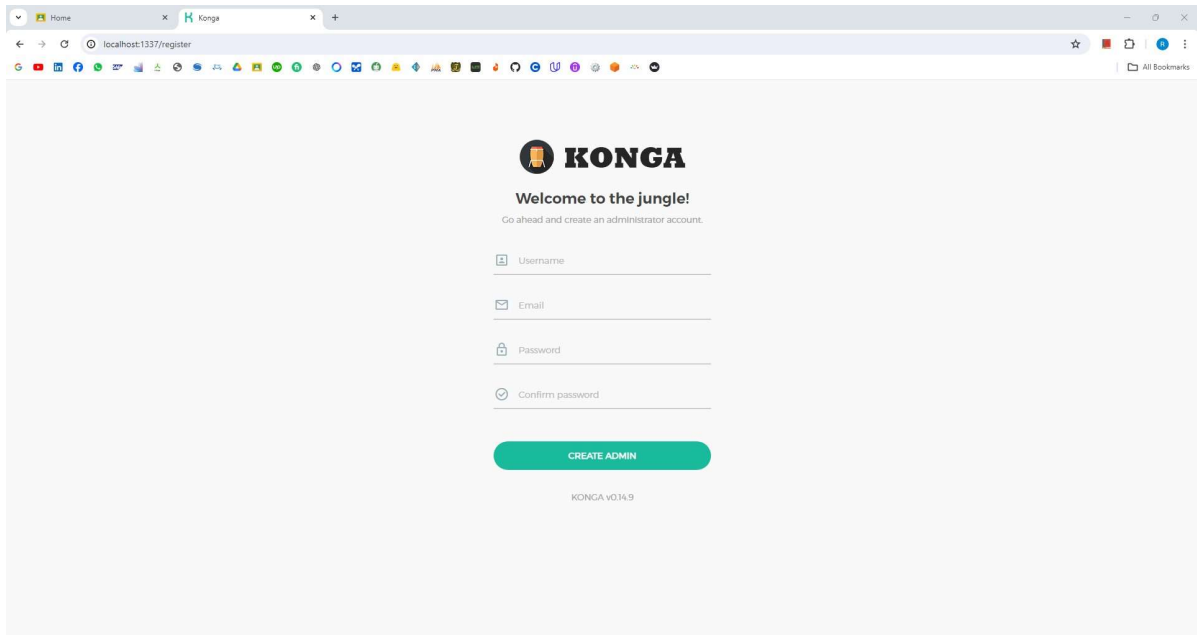 Home
Konga
localhost:1337/register
All Bookmarks
KONGA
Welcome to the jungle!
Go ahead and create an administrator account.
Username
Email
Password
Confirm password
CREATE ADMIN
KONGA v0.14.9